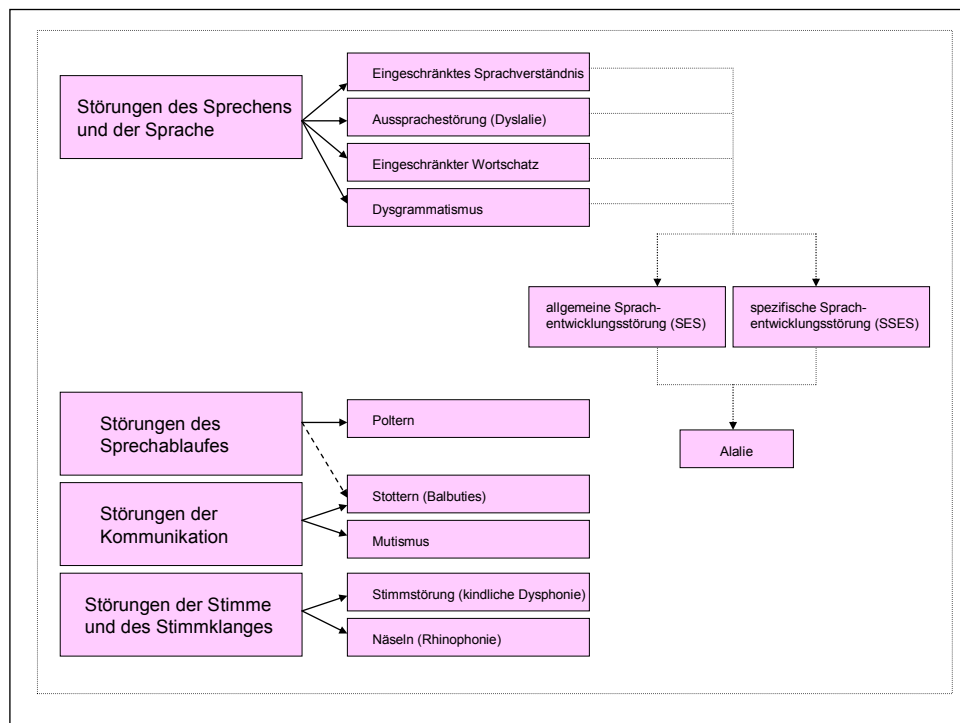 Störungen des Sprechens
und der Sprache
Eingeschränktes Sprachverständnis
Aussprachestörung (Dyslalie)
Eingeschränkter Wortschatz
Dysgrammatismus
allgemeine Sprach-
entwicklungsstörung (SES)
spezifische Sprach-
entwicklungsstörung (SSES)
Alalie
Störungen des
Sprechablaufes
Poltern
Störungen der
Kommunikation
Stottern (Balbuties)
Mutismus
Störungen der Stimme
und des Stimmklanges
Stimmstörung (kindliche Dysphonie)
Näseln (Rhinophonie)